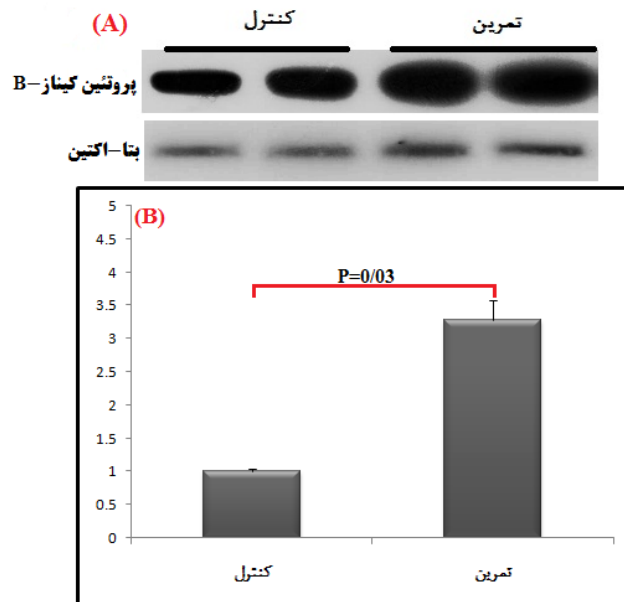 (A)
کنترل
تمرین
پروتئین کیناز-B
بتا-اکتین
(B)
P=0/03
5
4.5
4
3.5
3
2.5
2
1.5
1
0.5
0
کنترل
تمرین